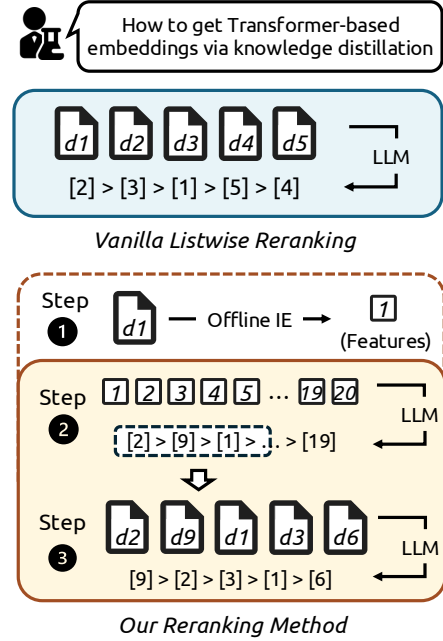 How to get Transformer-based
embeddings via knowledge distillation
d1 d2 d3 d4 d5
LLM
[2] > [3] > [1] > [5] > [4]
Vanilla Listwise Reranking
Step
1
d1
Offline IE
1
(Features)
Step
2
1 2 3 4 5 ... 19 20
LLM
[2] > [9] > [1] > ... > [19]
Step
3
d2 d9 d1 d3 d6
LLM
[9] > [2] > [3] > [1] > [6]
Our Reranking Method